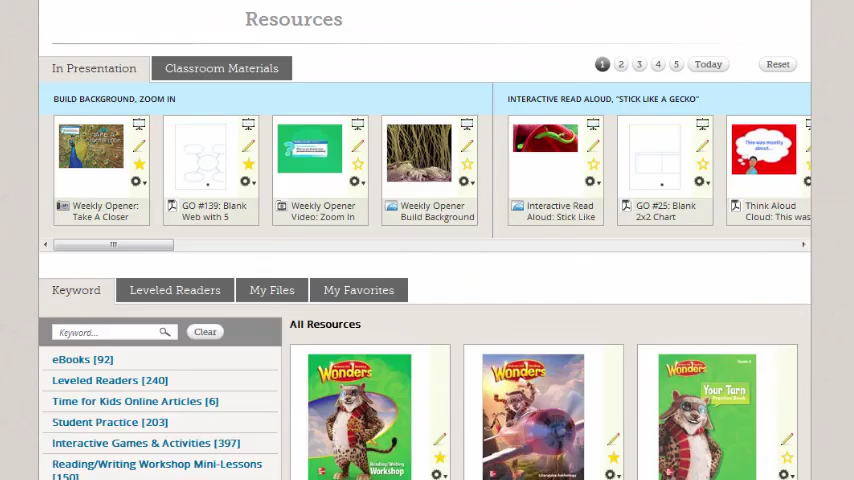 Resources
In Presentation
Classroom Materials
1 2 3 4 5 Today Reset
BUILD BACKGROUND, ZOOM IN
INTERACTIVE READ ALOUD, "STICK LIKE A GECKO"
This was
mostly
about...
Weekly Opener:
Take A Closer
GO #139: Blank
Web with 5
Weekly Opener
Video: Zoom In
Weekly Opener
Build Background
Interactive Read
Aloud: Stick Like
GO #25: Blank
2x2 Chart
Think Aloud
Cloud: This was
Keyword
Leveled Readers
My Files
My Favorites
Keyword...
Clear
All Resources
eBooks [92]
Leveled Readers [240]
Time for Kids Online Articles [6]
Student Practice [203]
Interactive Games & Activities [397]
Reading/Writing Workshop Mini-Lessons
[150]
Wonders
Reading/Writing
Workshop
Wonders
Literature Anthology
Wonders
Your Turn
Practice Book